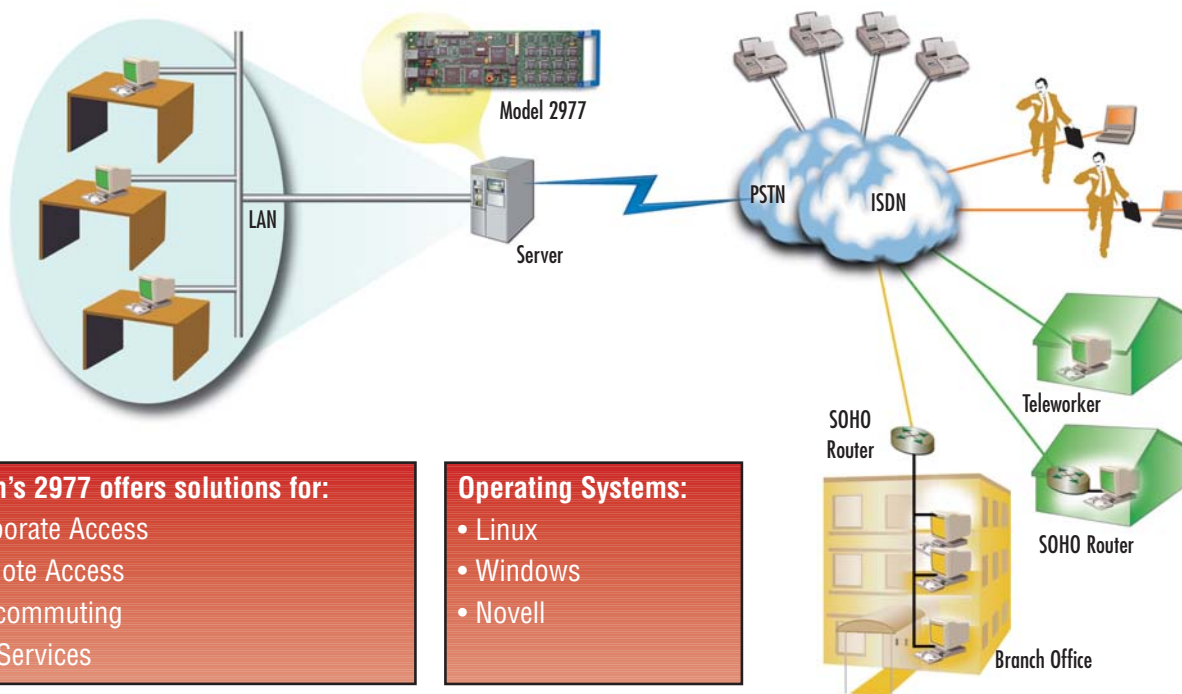 Model 2977
LAN
Server
PSTN
ISDN
Teleworker
SOHO
Router
SOHO Router
Branch Office
n's 2977 offers solutions for:
porate Access
ote Access
commuting
Services
Operating Systems:
• Linux
• Windows
• Novell